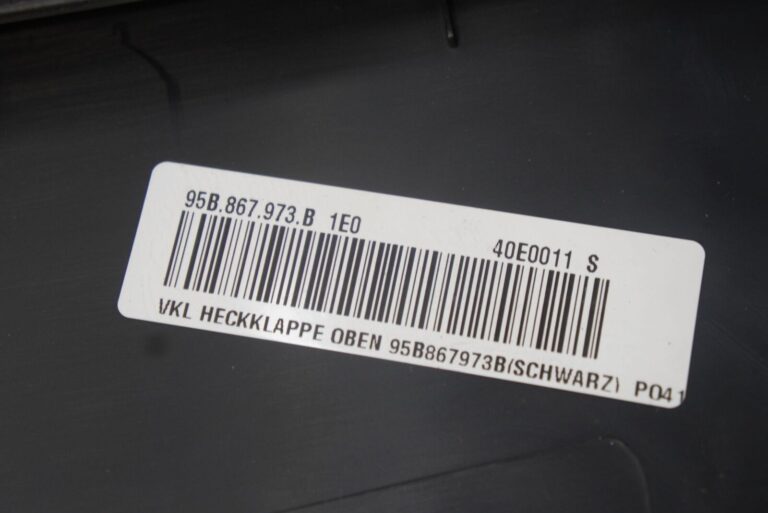 95B.867.973.B 1E0
40E0011 S
VKL HECKKLAPPE OBEN 95B867973B(SCHWARZ) P041